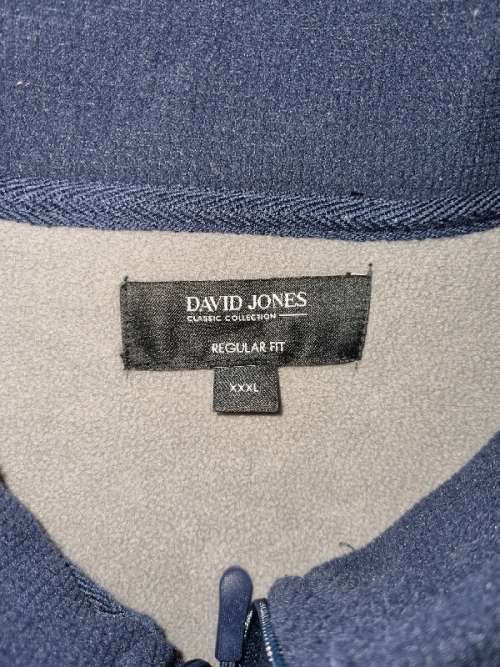 DAVID JONES
CLASSIC COLLECTION
REGULAR FIT
XXXL